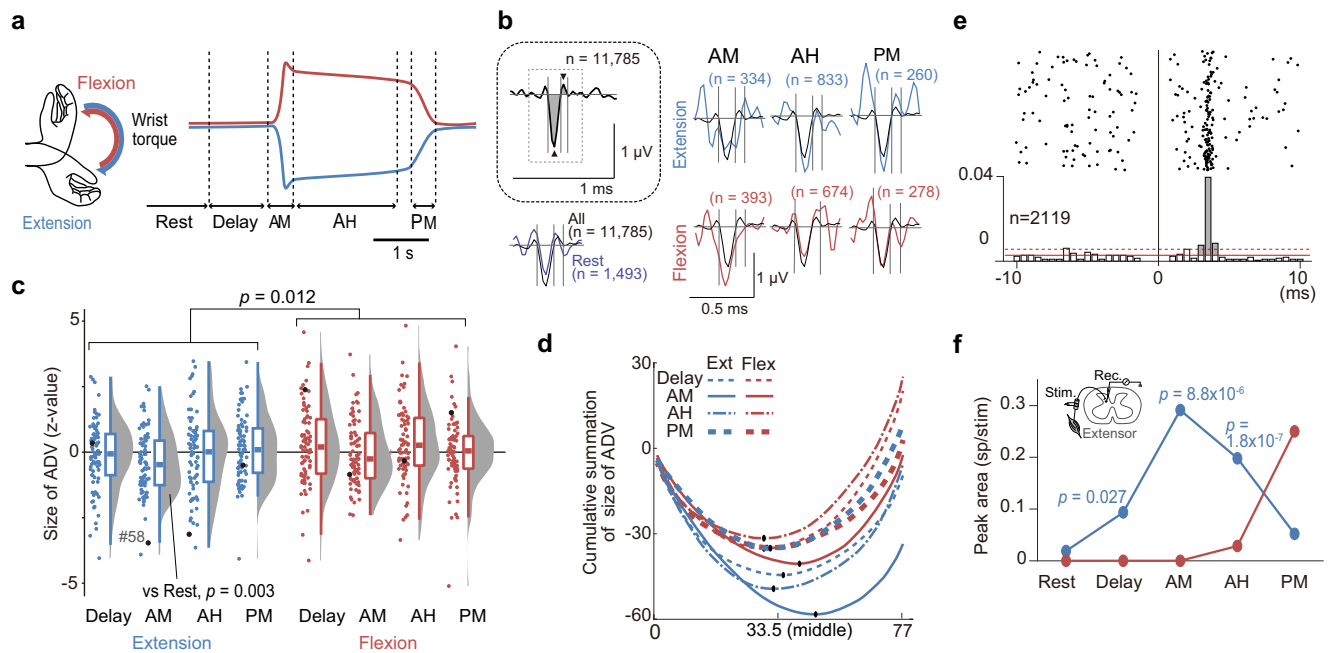 a
Flexion
Wrist
torque
Extension
Rest
Delay
AM
AH
PM
1 s
b
n = 11,785
1 μV
1 ms
All
(n = 11,785)
Rest
(n = 1,493)
AM
AH
PM
Extension
(n = 334)
(n = 833)
(n = 260)
Flexion
(n = 393)
(n = 674)
(n = 278)
1 μV
0.5 ms
c
p = 0.012
Size of ADV (z-value)
5
0
-5
#58
vs Rest, p = 0.003
Delay AM AH PM
Delay AM AH PM
Extension
Flexion
d
Cumulative summation
of size of ADV
30
0
-30
-60
Ext Flex
Delay
AM
AH
PM
0
33.5 (middle)
77
e
0.04
n=2119
0
-10
0
10
(ms)
f
Peak area (sp/stim)
0.3
0.2
0.1
0
Rec.
Stim.
Extensor
p = 8.8x10⁻⁶
p =
1.8x10⁻⁷
p = 0.027
Rest
Delay
AM
AH
PM